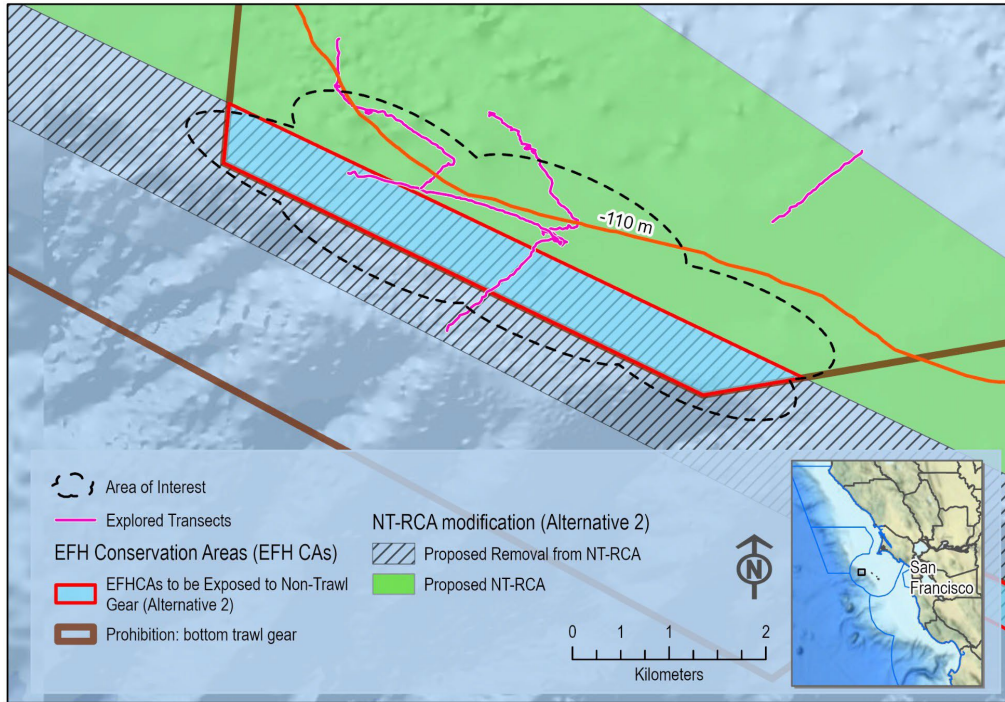 -110 m
Area of Interest
Explored Transects
EFH Conservation Areas (EFH CAs)
EFHCAs to be Exposed to Non-Trawl
Gear (Alternative 2)
Prohibition: bottom trawl gear
NT-RCA modification (Alternative 2)
Proposed Removal from NT-RCA
Proposed NT-RCA
N
0 1 1 2
Kilometers
San
Francisco